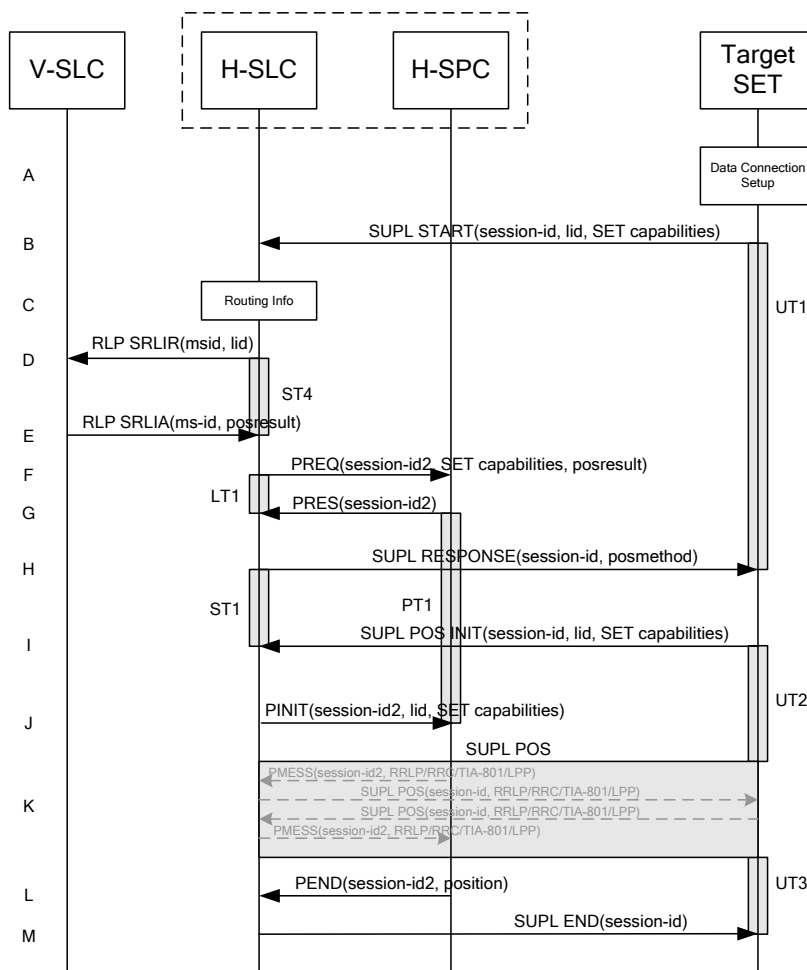 V-SLC
H-SLC
H-SPC
Target
SET
A
Data Connection
Setup
B
SUPL START(session-id, lid, SET capabilities)
C
Routing Info
UT1
D
RLP SRLIR(msid, lid)
ST4
E
RLP SRLIA(ms-id, posresult)
F
PREQ(session-id2, SET capabilities, posresult)
LT1
G
PRES(session-id2)
H
SUPL RESPONSE(session-id, posmethod)
ST1
PT1
I
SUPL POS INIT(session-id, lid, SET capabilities)
UT2
J
PINIT(session-id2, lid, SET capabilities)
SUPL POS
PMESS(session-id2, RRLP/RRC/TIA-801/LPP)
K
SUPL POS(session-id, RRLP/RRC/TIA-801/LPP)
SUPL POS(session-id, RRLP/RRC/TIA-801/LPP)
PMESS(session-id2, RRLP/RRC/TIA-801/LPP)
L
PEND(session-id2, position)
UT3
M
SUPL END(session-id)